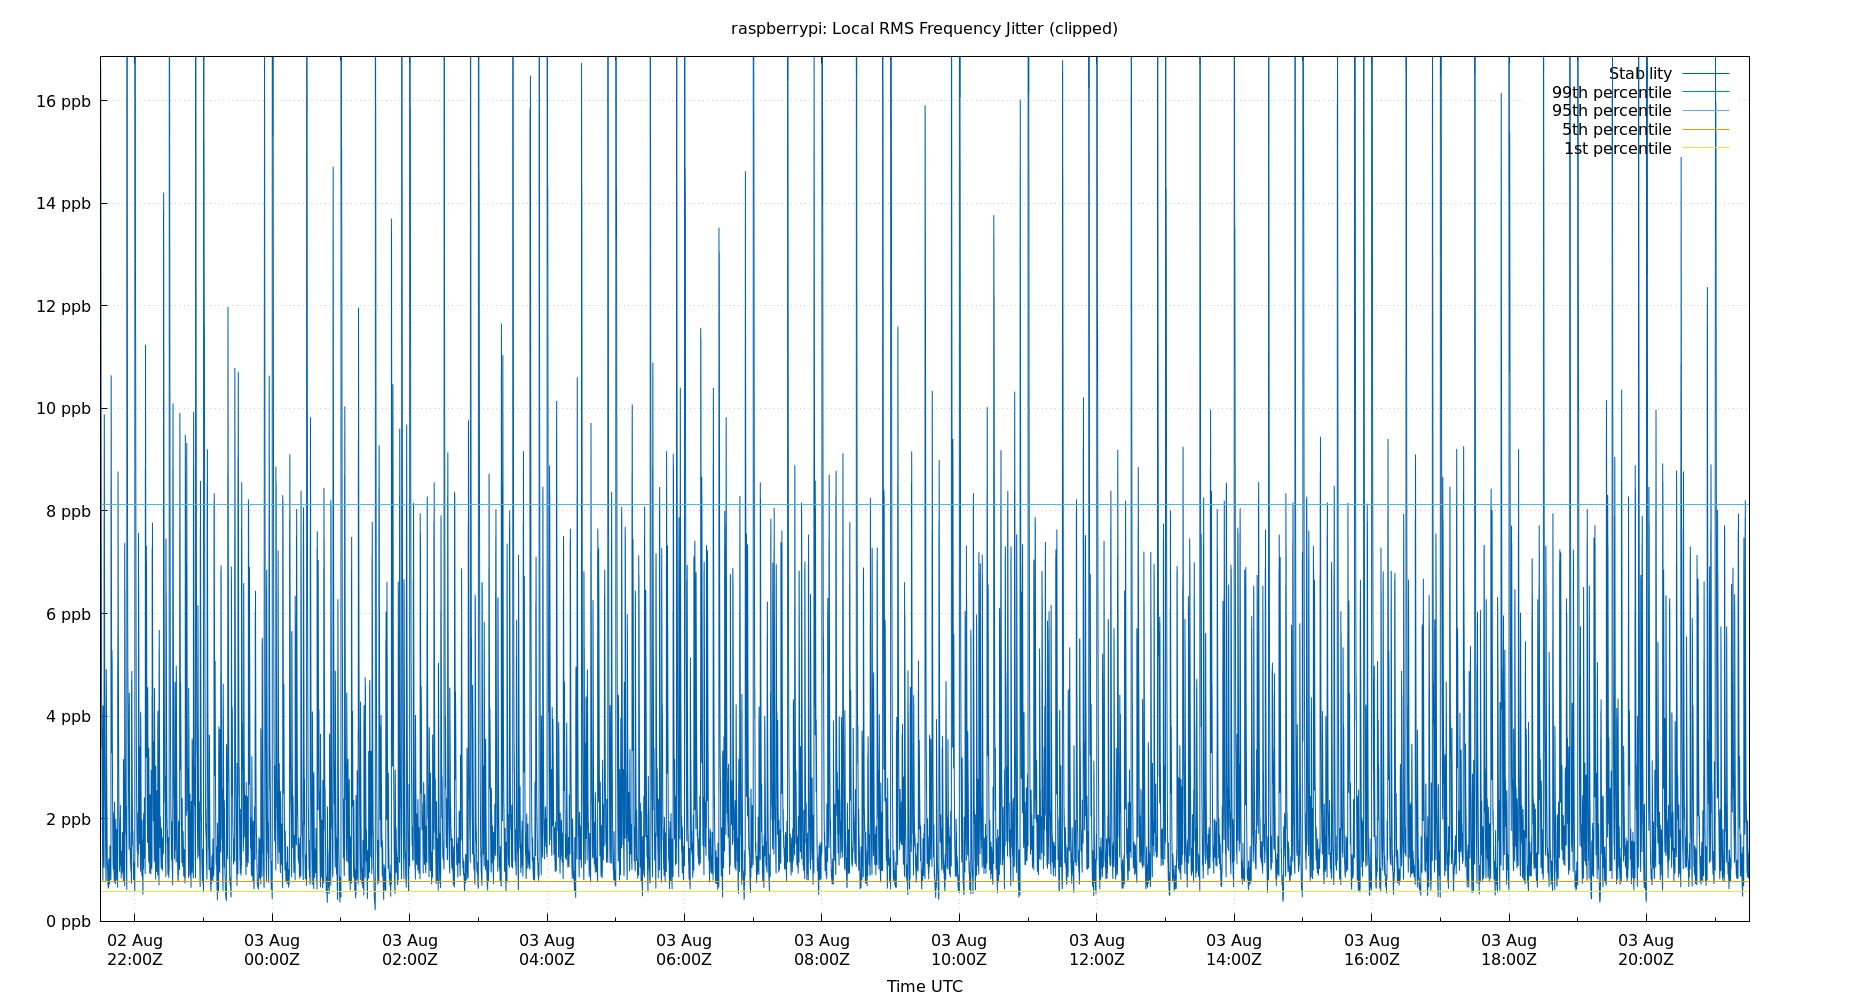 raspberrypi: Local RMS Frequency Jitter (clipped)
Stability
99th percentile
95th percentile
5th percentile
1st percentile
16 ppb
14 ppb
12 ppb
10 ppb
8 ppb
6 ppb
4 ppb
2 ppb
0 ppb
02 Aug 03 Aug 03 Aug 03 Aug 03 Aug 03 Aug 03 Aug 03 Aug 03 Aug 03 Aug 03 Aug 03 Aug
22:00Z 00:00Z 02:00Z 04:00Z 06:00Z 08:00Z 10:00Z 12:00Z 14:00Z 16:00Z 18:00Z 20:00Z
Time UTC